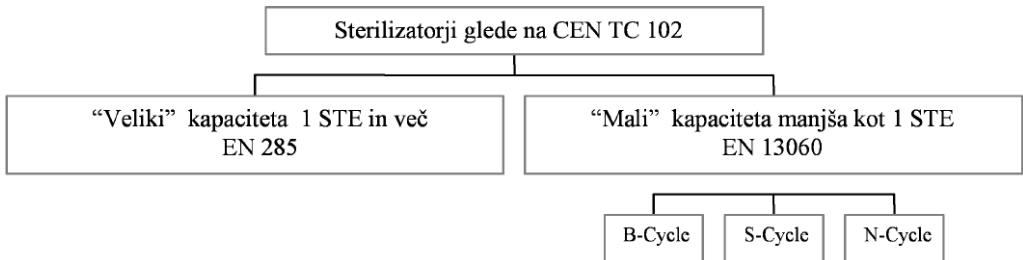 Sterilizatorji glede na CEN TC 102
“Veliki” kapaciteta 1 STE in več
EN 285
“Mali” kapaciteta manjša kot 1 STE
EN 13060
B-Cycle
S-Cycle
N-Cycle